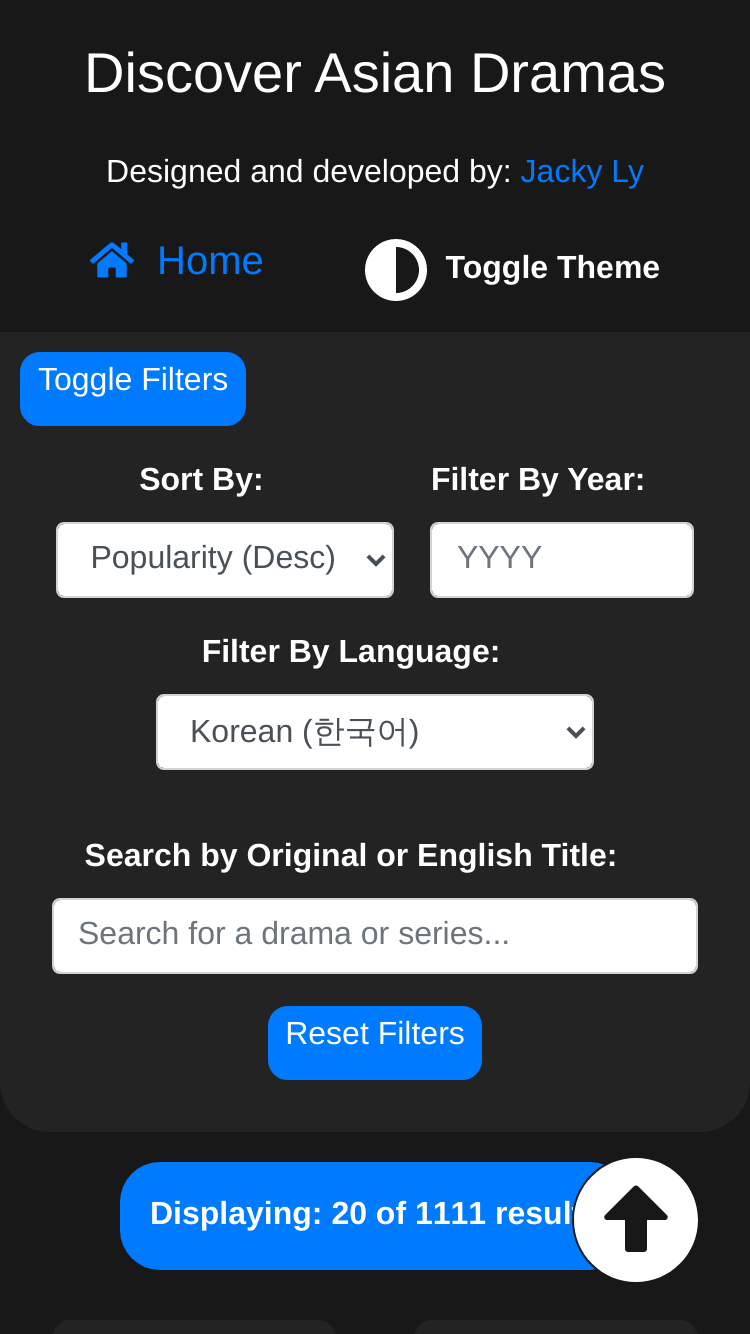 Discover Asian Dramas
Designed and developed by: Jacky Ly
Home
Toggle Theme
Toggle Filters
Sort By:
Filter By Year:
Popularity (Desc)
YYYY
Filter By Language:
Korean (한국어)
Search by Original or English Title:
Search for a drama or series...
Reset Filters
Displaying: 20 of 1111